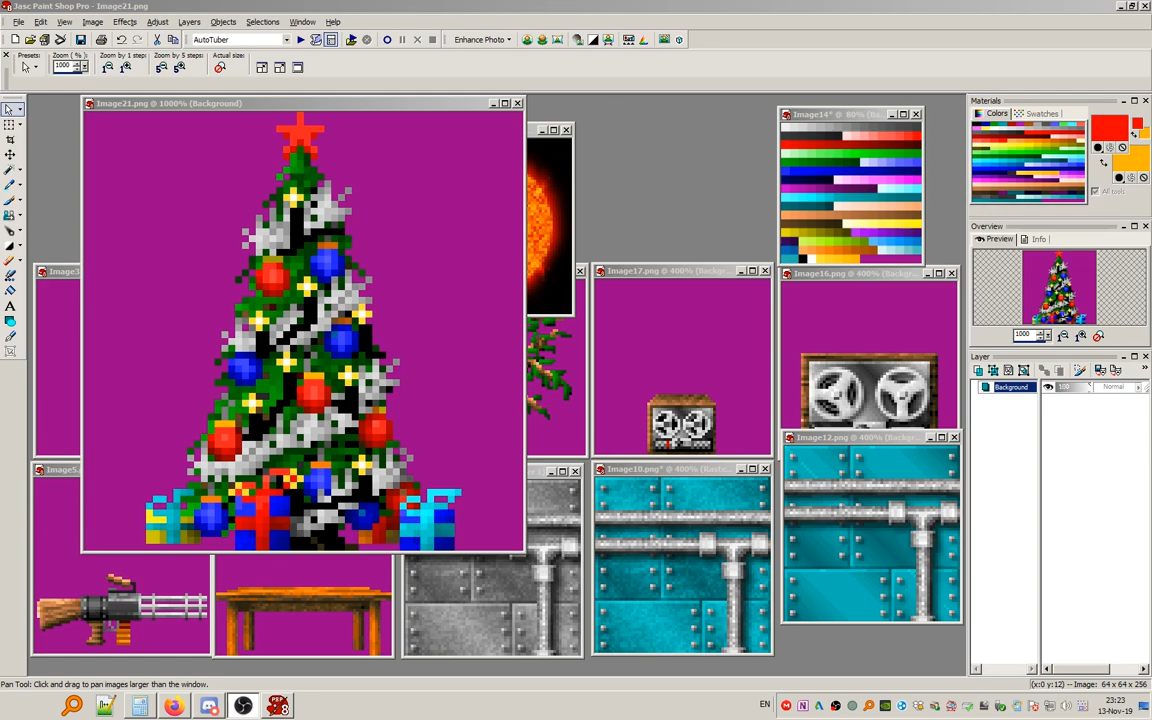 Jasc Paint Shop Pro - Image21.png
File Edit View Image Effects Adjust Layers Objects Selections Window Help
AutoTuber
Enhance Photo
Presets:
Zoom ( % ):
Zoom by 1 step:
Zoom by 5 steps:
Actual size:
1000
Image21.png @ 1000% (Background)
Image14* @ 80%
Materials
Colors
Swatches
All tools
Overview
Preview
Info
1000
Image17.png @ 400%
Image16.png @ 400%
Layer
Background
100
Normal
Image12.png @ 400%
Image5.
Image10.png* @ 400%
Pan Tool: Click and drag to pan images larger than the window.
(x:0 y:12) -- Image: 64 x 64 x 256
EN
23:23
13-Nov-19